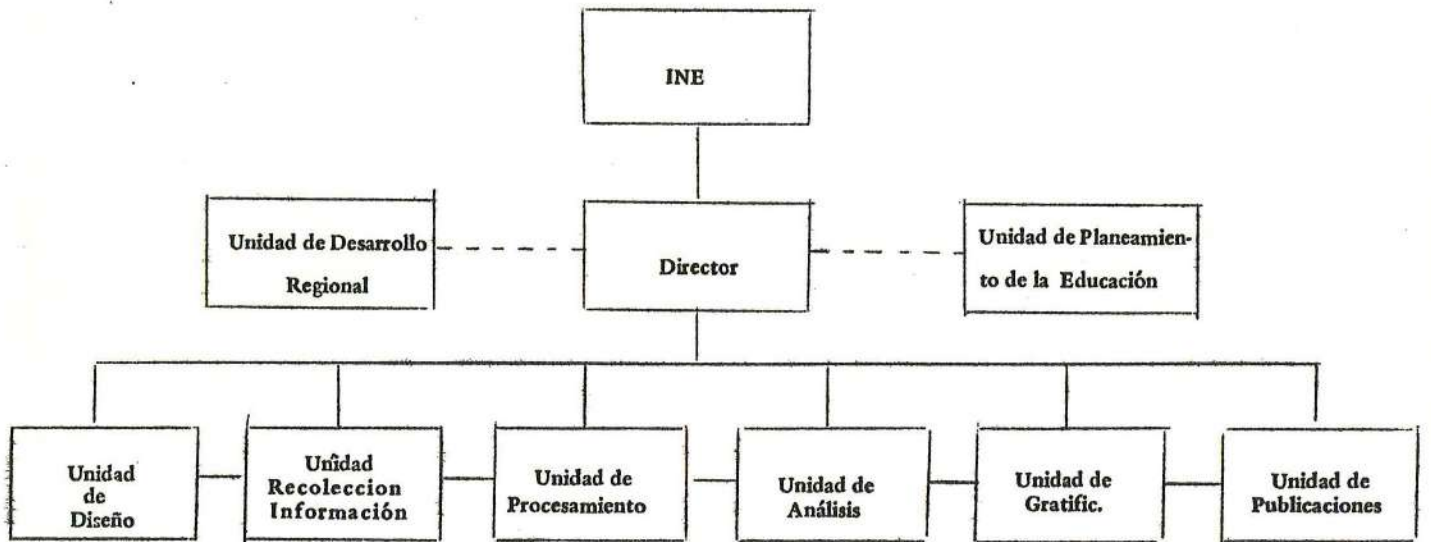 INE
Unidad de Desarrollo
Regional
Director
Unidad de Planeamien-
to de la Educación
Unidad
de
Diseño
Unidad
Recoleccion
Información
Unidad de
Procesamiento
Unidad de
Análisis
Unidad de
Gratific.
Unidad de
Publicaciones